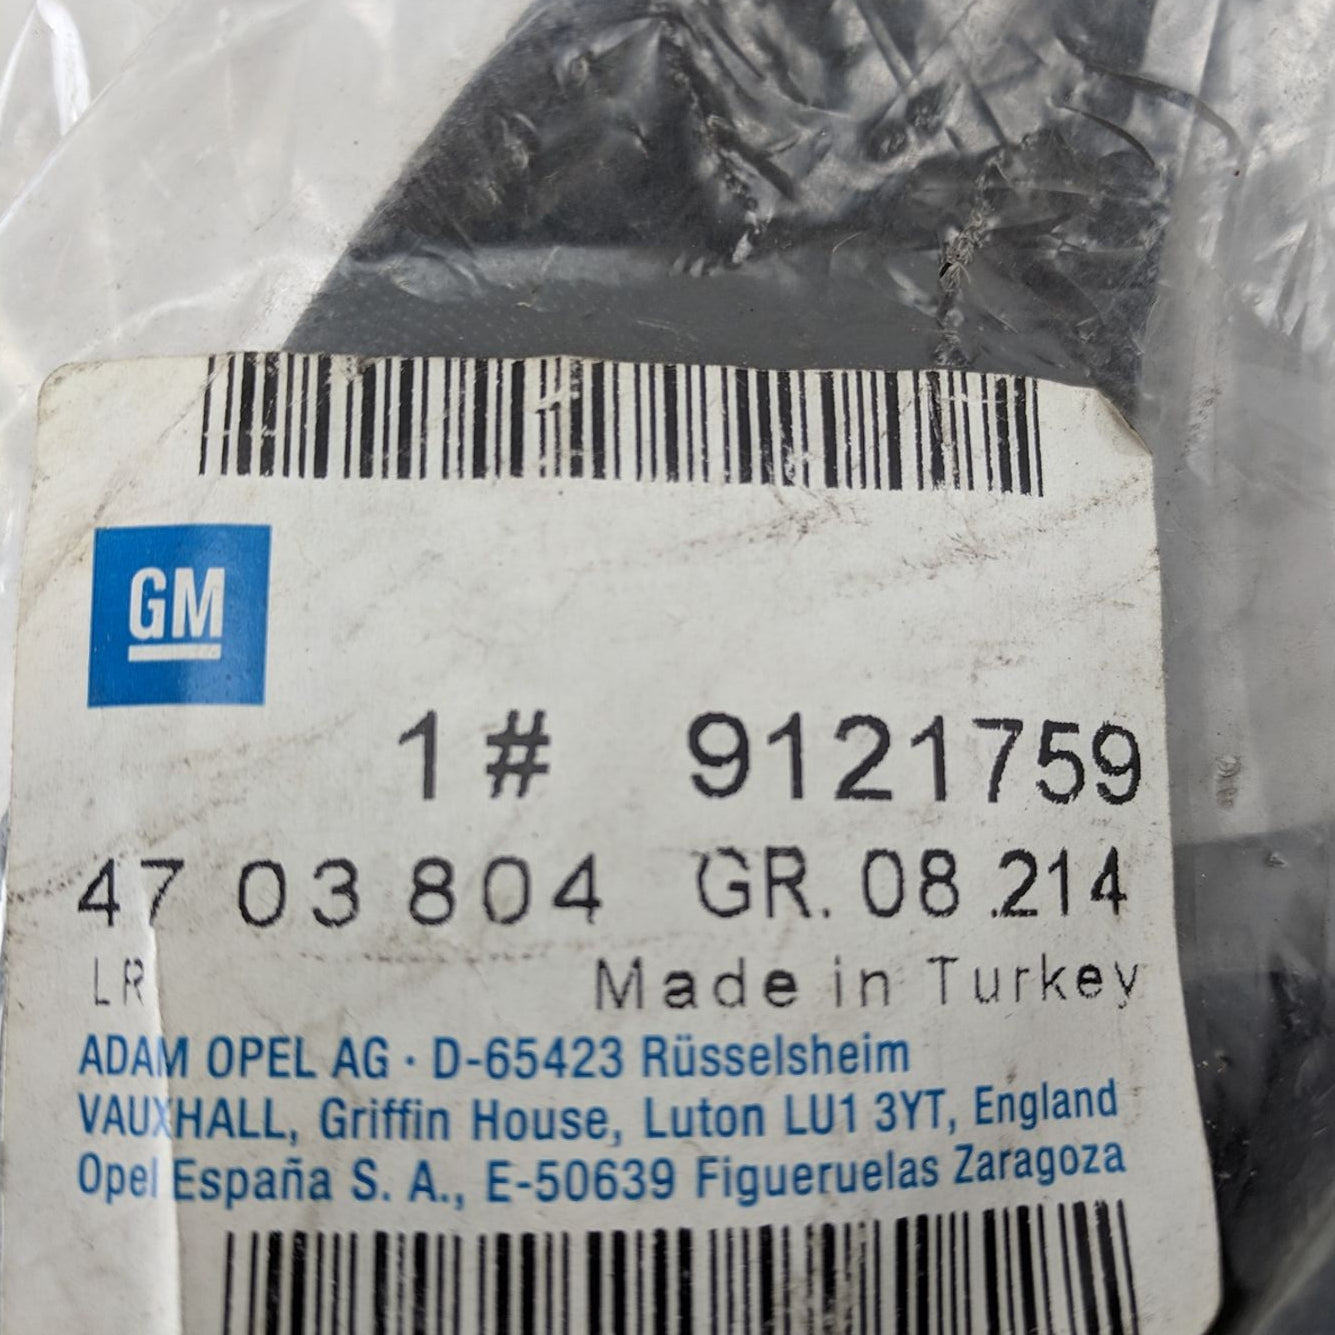 GM
1 # 9121759
47 03 804 GR. 08.214
LR Made in Turkey
ADAM OPEL AG · D-65423 Rüsselsheim
VAUXHALL, Griffin House, Luton LU1 3YT, England
Opel España S. A., E-50639 Figueruelas Zaragoza